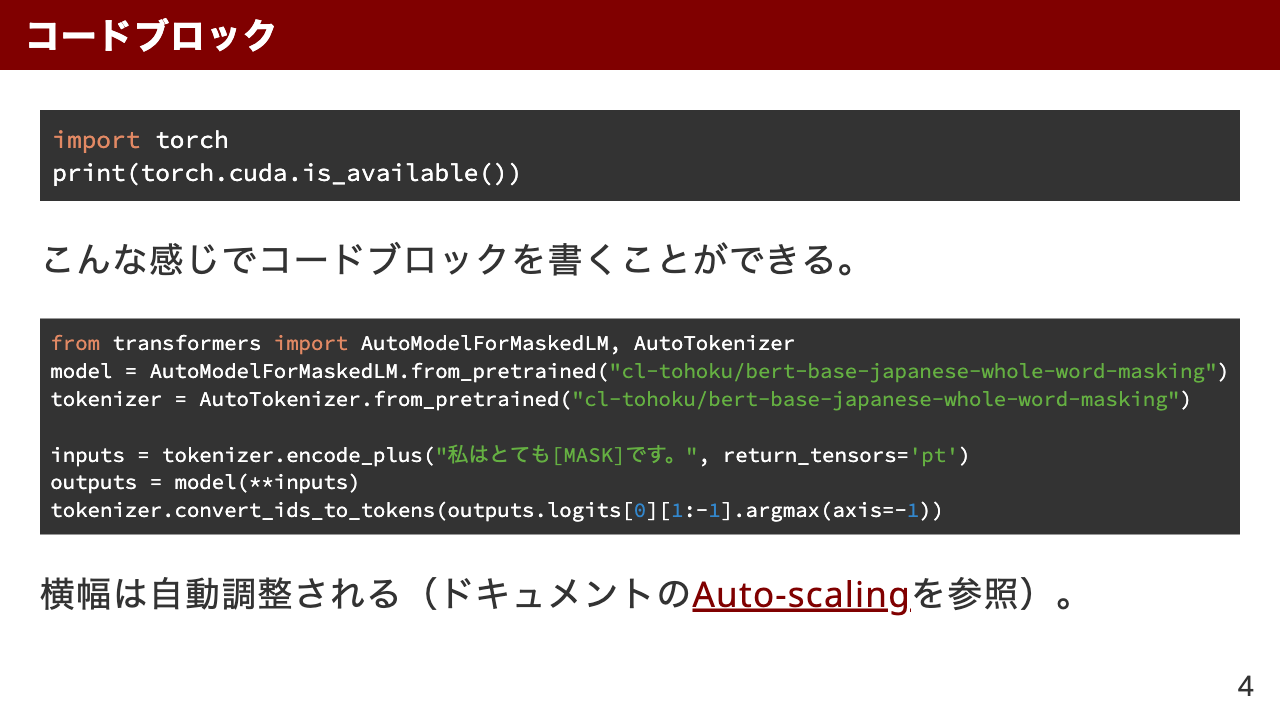 コードブロック
import torch
print(torch.cuda.is_available())
こんな感じでコードブロックを書くことができる。
from transformers import AutoModelForMaskedLM, AutoTokenizer
model = AutoModelForMaskedLM.from_pretrained("cl-tohoku/bert-base-japanese-whole-word-masking")
tokenizer = AutoTokenizer.from_pretrained("cl-tohoku/bert-base-japanese-whole-word-masking")
inputs = tokenizer.encode_plus("私はとても[MASK]です。", return_tensors='pt')
outputs = model(**inputs)
tokenizer.convert_ids_to_tokens(outputs.logits[0][1:-1].argmax(axis=-1))
横幅は自動調整される（ドキュメントのAuto-scalingを参照）。
4